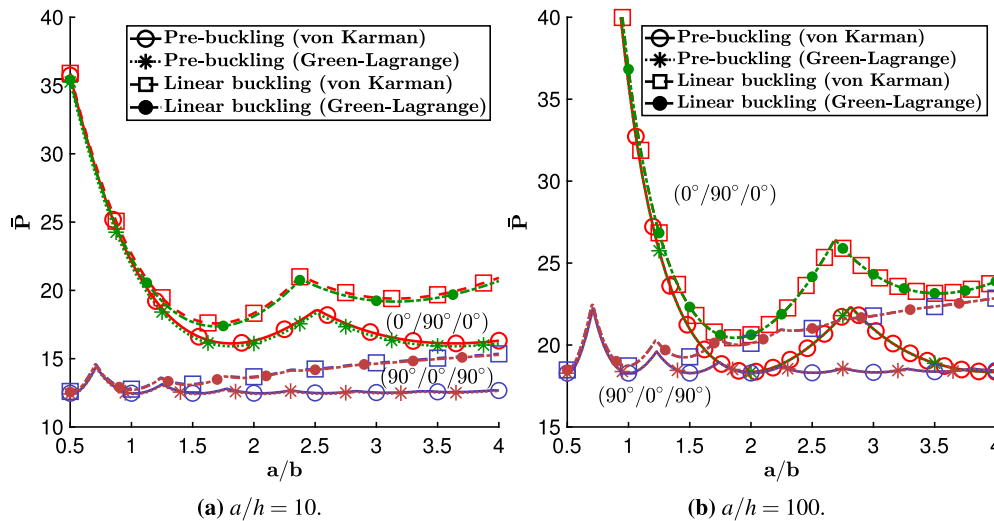 40
35
30
25
20
15
10
P̄
0.5 1 1.5 2 2.5 3 3.5 4
a/b
Pre-buckling (von Karman)
Pre-buckling (Green-Lagrange)
Linear buckling (von Karman)
Linear buckling (Green-Lagrange)
(0°/90°/0°)
(90°/0°/90°)
(a) a/h = 10.
40
35
30
25
20
15
P̄
0.5 1 1.5 2 2.5 3 3.5 4
a/b
Pre-buckling (von Karman)
Pre-buckling (Green-Lagrange)
Linear buckling (von Karman)
Linear buckling (Green-Lagrange)
(0°/90°/0°)
(90°/0°/90°)
(b) a/h = 100.